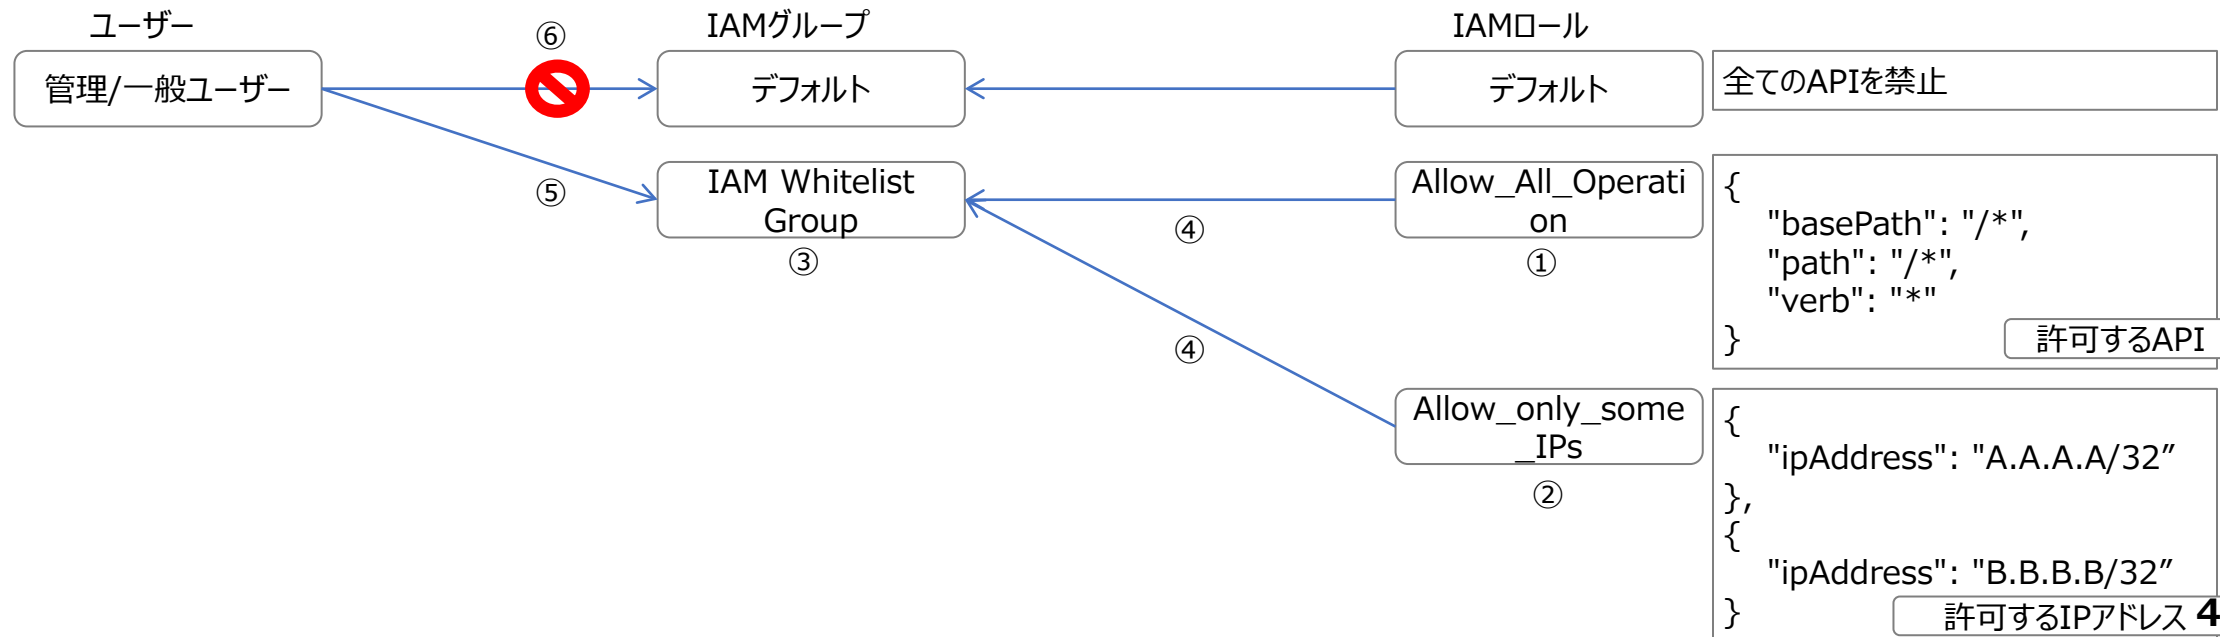 ユーザー
⑥
IAMグループ
IAMロール
管理/一般ユーザー
デフォルト
デフォルト
全てのAPIを禁止
⑤
IAM Whitelist
Group
③
④
Allow_All_Operati
on
①
{
"basePath": "/*",
"path": "/*",
"verb": "*"
}
許可するAPI
④
Allow_only_some
_IPs
②
{
"ipAddress": "A.A.A.A/32”
},
{
"ipAddress": "B.B.B.B/32”
}
許可するIPアドレス
4